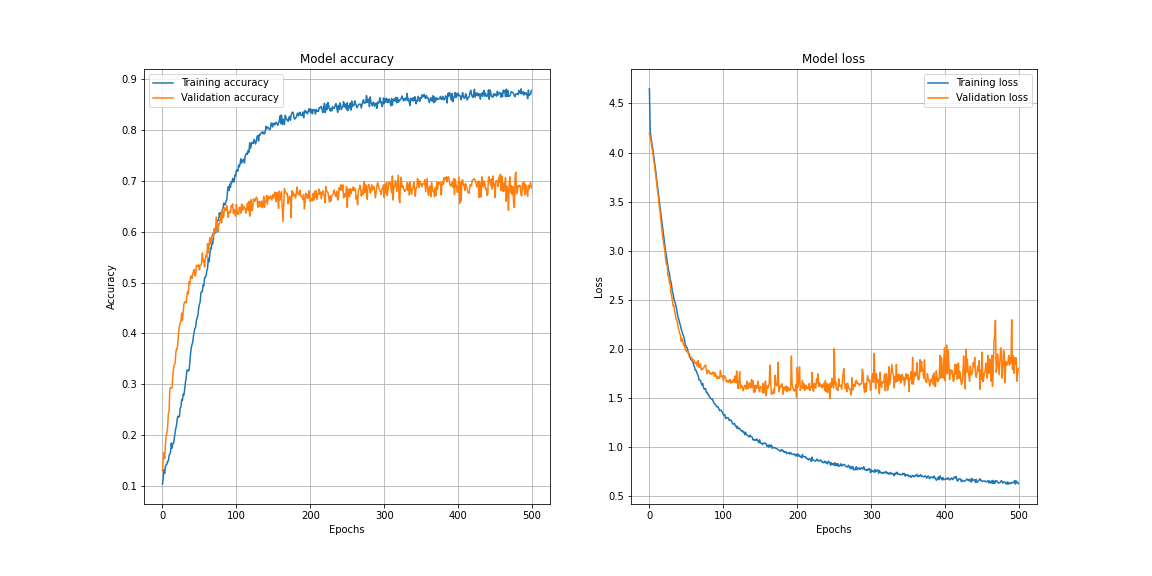 Model accuracy
Training accuracy
Validation accuracy
0.9
0.8
0.7
0.6
0.5
0.4
0.3
0.2
0.1
Accuracy
0 100 200 300 400 500
Epochs
Model loss
Training loss
Validation loss
4.5
4.0
3.5
3.0
2.5
2.0
1.5
1.0
0.5
Loss
0 100 200 300 400 500
Epochs